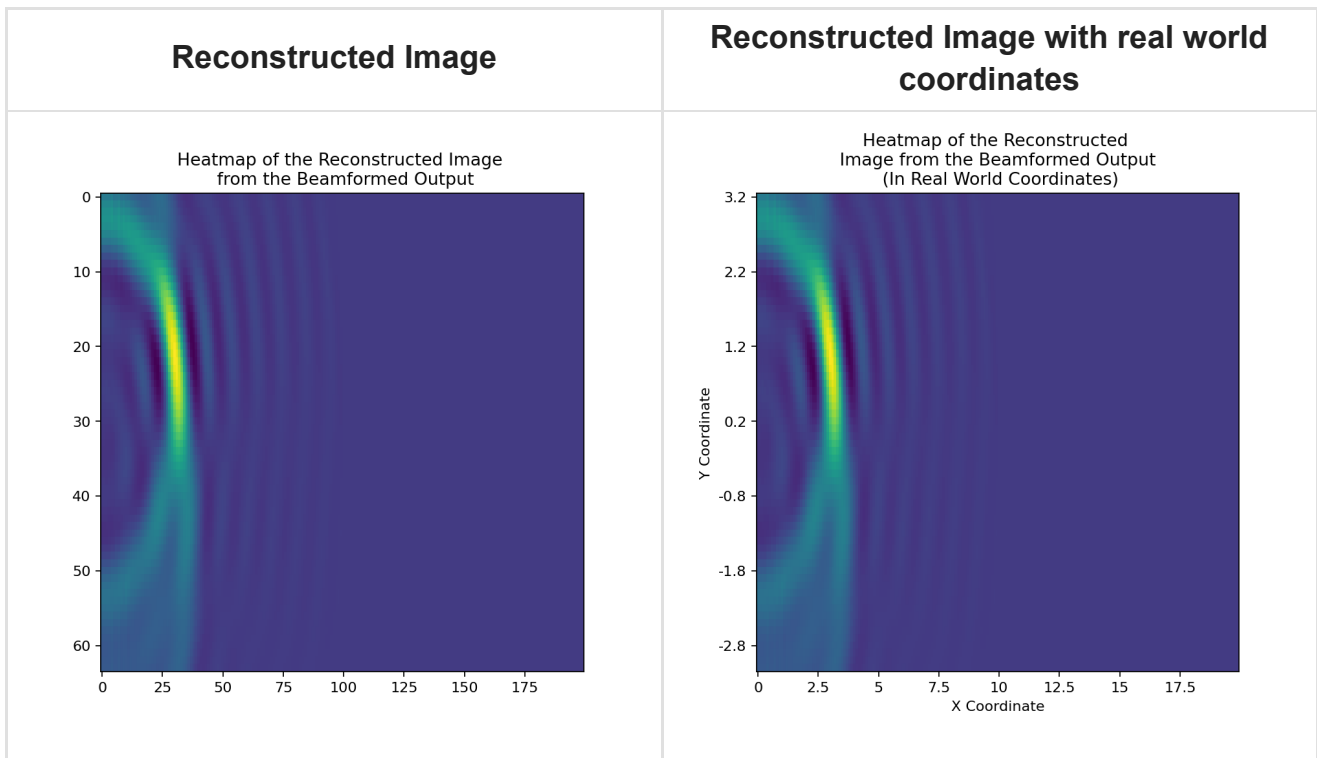 Reconstructed Image
Reconstructed Image with real world
coordinates
Heatmap of the Reconstructed Image
from the Beamformed Output
0
10
20
30
40
50
60
0 25 50 75 100 125 150 175
Heatmap of the Reconstructed
Image from the Beamformed Output
(In Real World Coordinates)
3.2
2.2
1.2
0.2
-0.8
-1.8
-2.8
Y Coordinate
0 2.5 5 7.5 10 12.5 15 17.5
X Coordinate